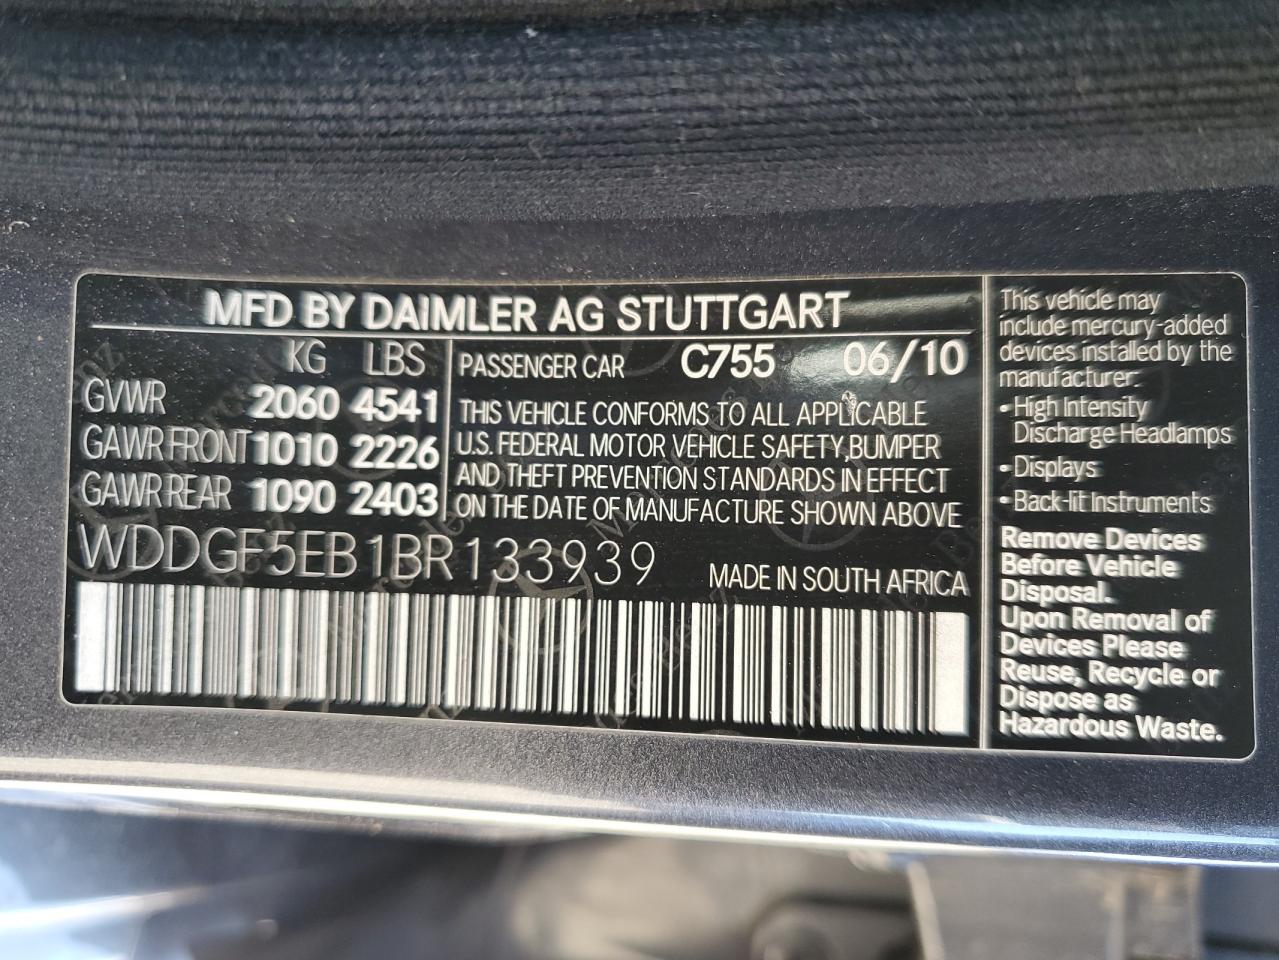 MFD BY DAIMLER AG STUTTGART
KG LBS
GVWR 2060 4541
GAWR FRONT 1010 2226
GAWR REAR 1090 2403
PASSENGER CAR C755 06/10
THIS VEHICLE CONFORMS TO ALL APPLICABLE
U.S. FEDERAL MOTOR VEHICLE SAFETY,BUMPER
AND THEFT PREVENTION STANDARDS IN EFFECT
ON THE DATE OF MANUFACTURE SHOWN ABOVE
WDDGF5EB1BR133939
MADE IN SOUTH AFRICA
This vehicle may
include mercury-added
devices installed by the
manufacturer:
• High Intensity
Discharge Headlamps
• Displays
• Back-lit Instruments
Remove Devices
Before Vehicle
Disposal.
Upon Removal of
Devices Please
Reuse, Recycle or
Dispose as
Hazardous Waste.